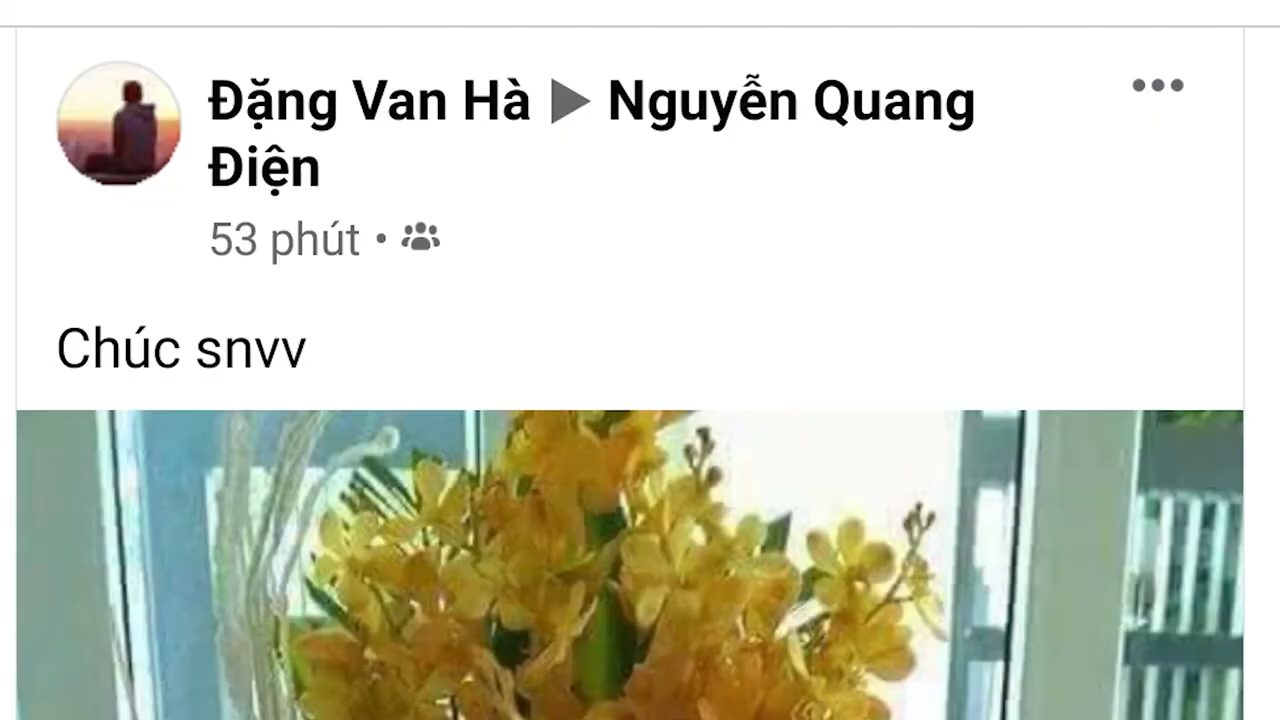 Đặng Van Hà ▶ Nguyễn Quang
Điện
53 phút •
Chúc snvv